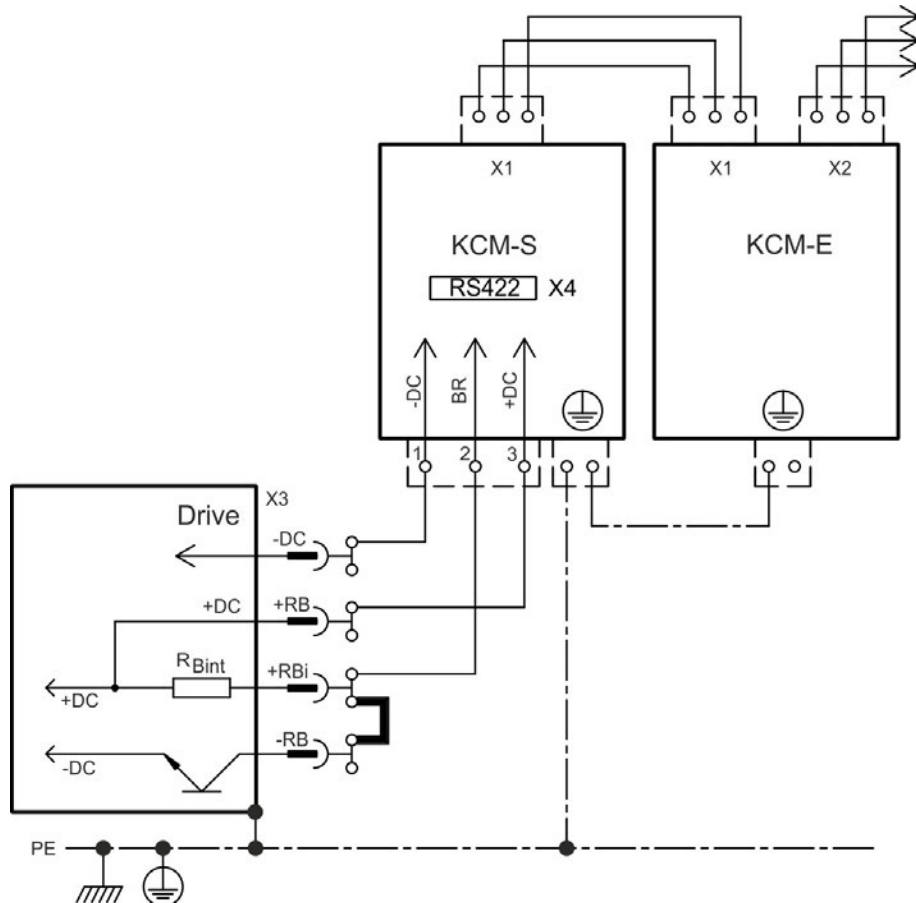 X1
X1
X2
KCM-S
KCM-E
RS422
X4
-DC
BR
+DC
1
2
3
X3
Drive
-DC
+DC
+RB
RBint
+RBi
+DC
-RB
-DC
PE